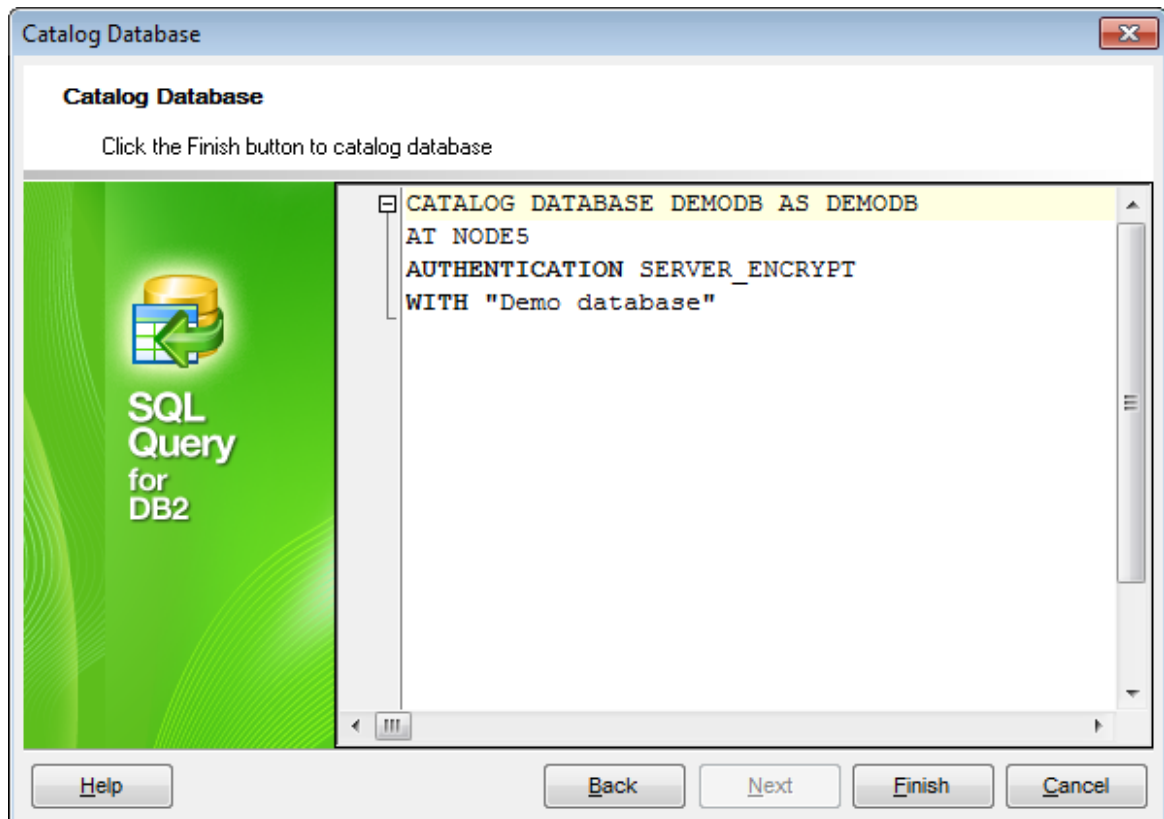 Catalog Database
Catalog Database
Click the Finish button to catalog database
CATALOG DATABASE DEMODB AS DEMODB
AT NODE5
AUTHENTICATION SERVER_ENCRYPT
WITH "Demo database"
SQL
Query
for
DB2
Help
Back
Next
Finish
Cancel